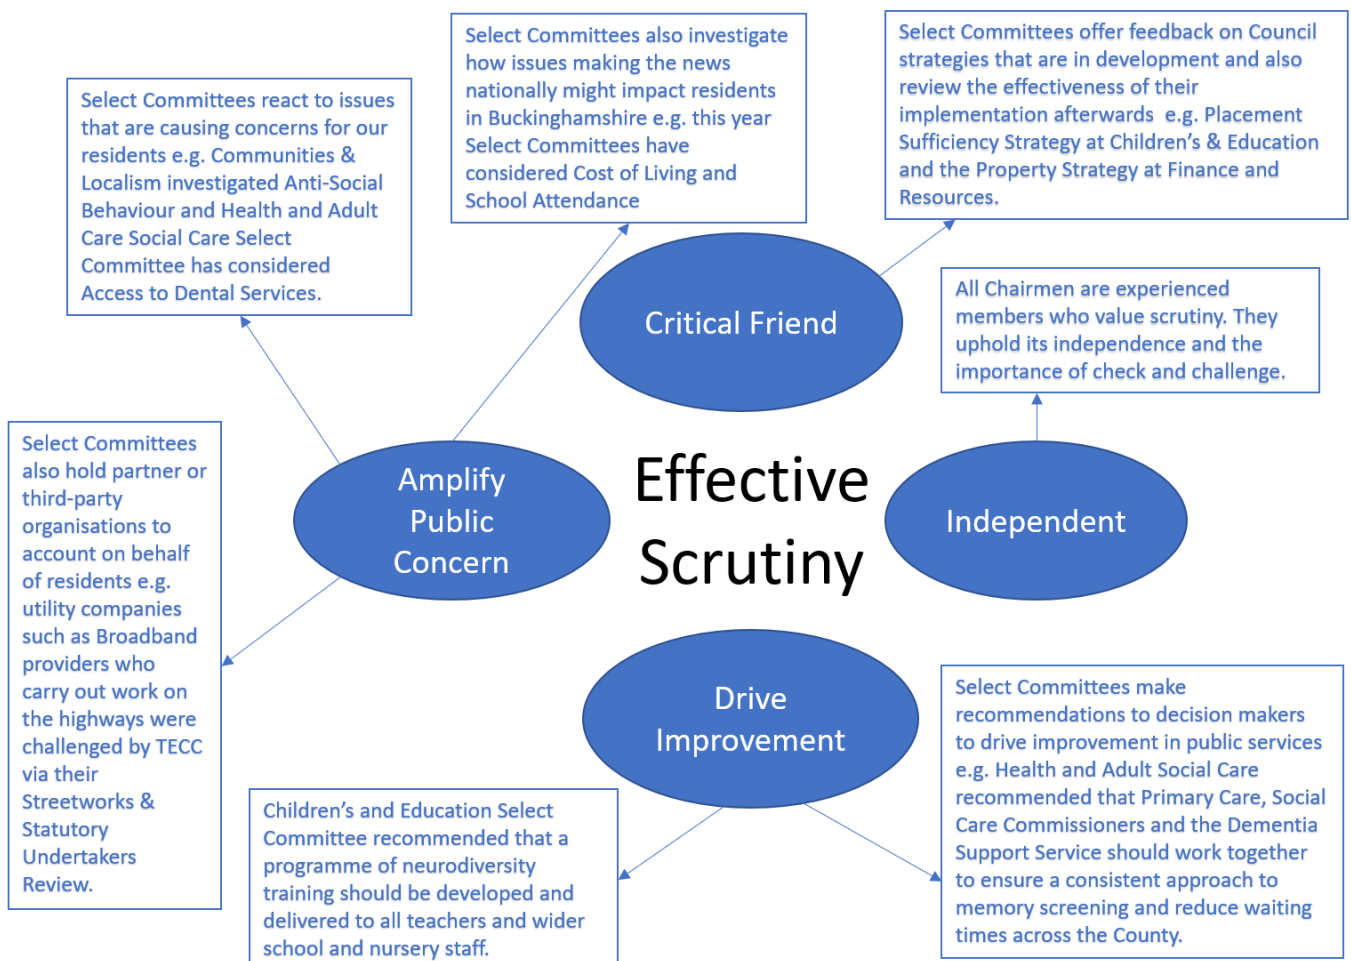 Select Committees also investigate
how issues making the news
nationally might impact residents
in Buckinghamshire e.g. this year
Select Committees have
considered Cost of Living and
School Attendance
Select Committees offer feedback on Council
strategies that are in development and also
review the effectiveness of their
implementation afterwards  e.g. Placement
Sufficiency Strategy at Children's & Education
and the Property Strategy at Finance and
Resources.
Select Committees react to issues
that are causing concerns for our
residents e.g. Communities &
Localism investigated Anti-Social
Behaviour and Health and Adult
Care Social Care Select
Committee has considered
Access to Dental Services.
Critical Friend
All Chairmen are experienced
members who value scrutiny. They
uphold its independence and the
importance of check and challenge.
Select Committees
also hold partner or
third-party
organisations to
account on behalf
of residents e.g.
utility companies
such as Broadband
providers who
carry out work on
the highways were
challenged by TECC
via their
Streetworks &
Statutory
Undertakers
Review.
Amplify
Public
Concern
Effective
Scrutiny
Independent
Drive
Improvement
Select Committees make
recommendations to decision makers
to drive improvement in public services
e.g. Health and Adult Social Care
recommended that Primary Care, Social
Care Commissioners and the Dementia
Support Service should work together
to ensure a consistent approach to
memory screening and reduce waiting
times across the County.
Children's and Education Select
Committee recommended that a
programme of neurodiversity
training should be developed and
delivered to all teachers and wider
school and nursery staff.